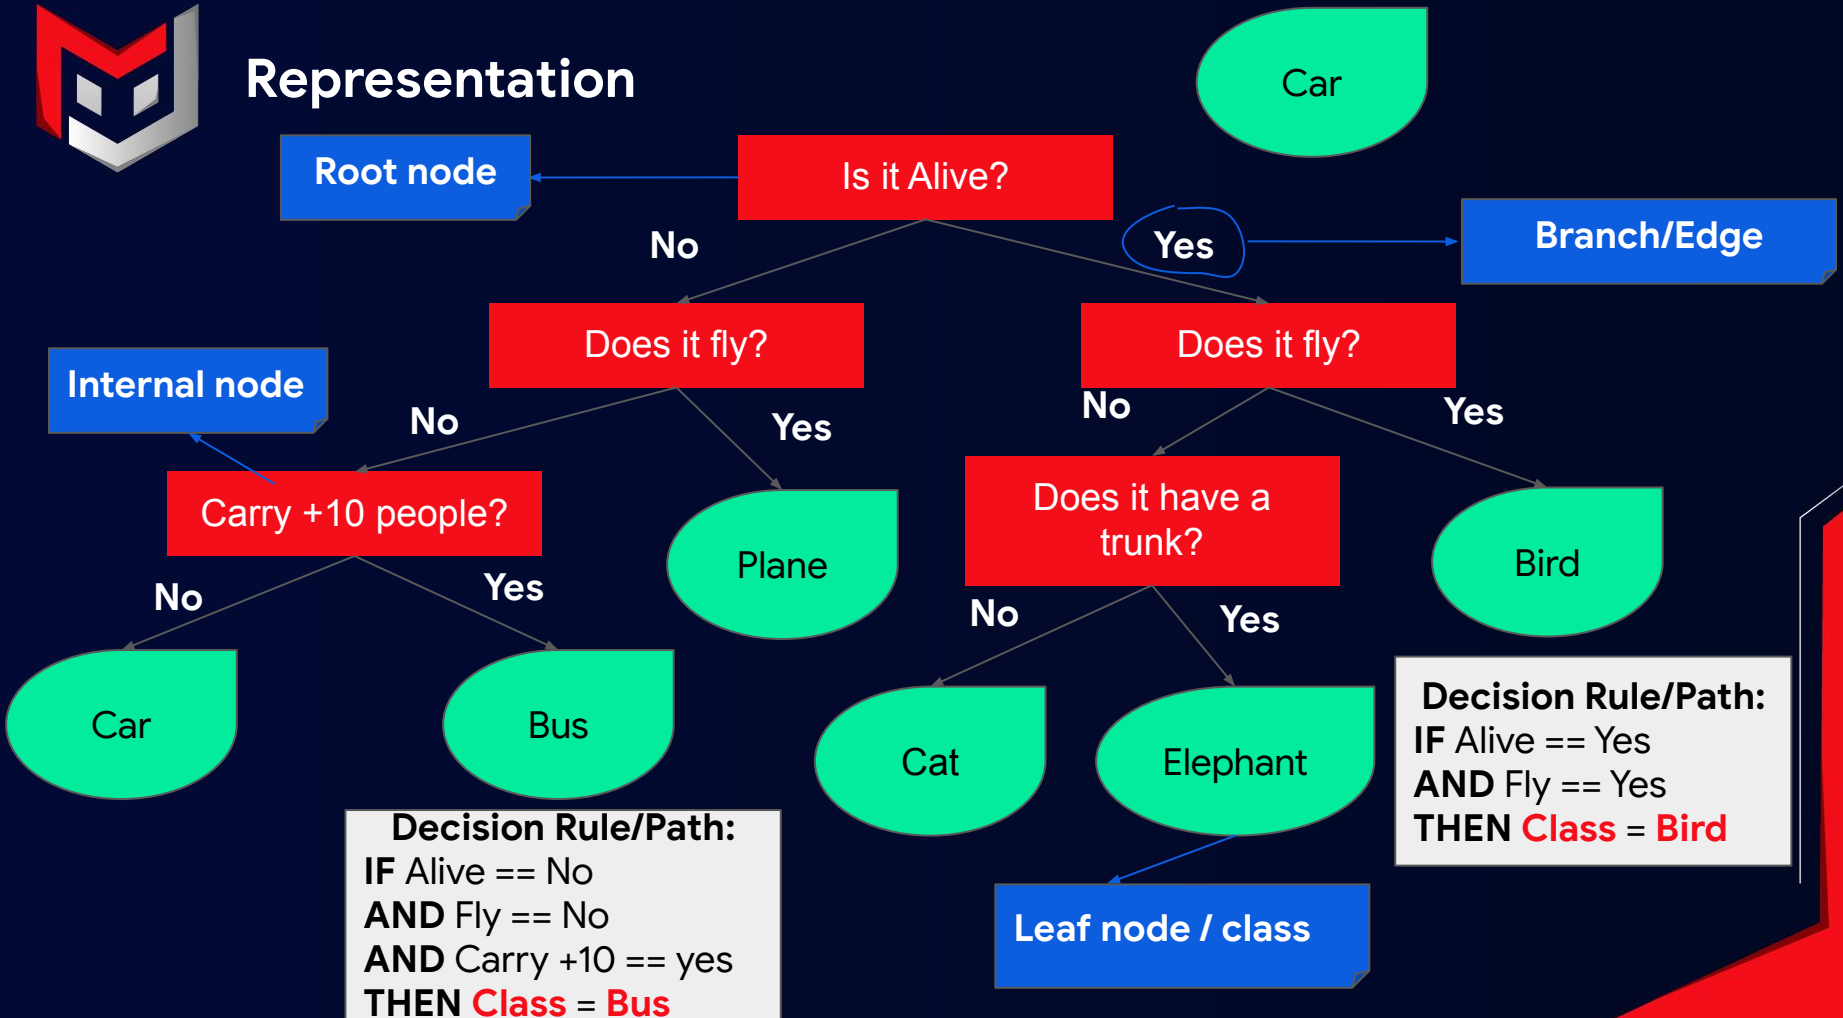 Representation
Car
Root node
Is it Alive?
No
Yes
Branch/Edge
Does it fly?
Does it fly?
Internal node
No
Yes
No
Yes
Carry +10 people?
Plane
Does it have a
trunk?
Bird
No
Yes
No
Yes
Car
Bus
Cat
Elephant
Decision Rule/Path:
IF Alive == Yes
AND Fly == Yes
THEN Class = Bird
Decision Rule/Path:
IF Alive == No
AND Fly == No
AND Carry +10 == yes
THEN Class = Bus
Leaf node / class